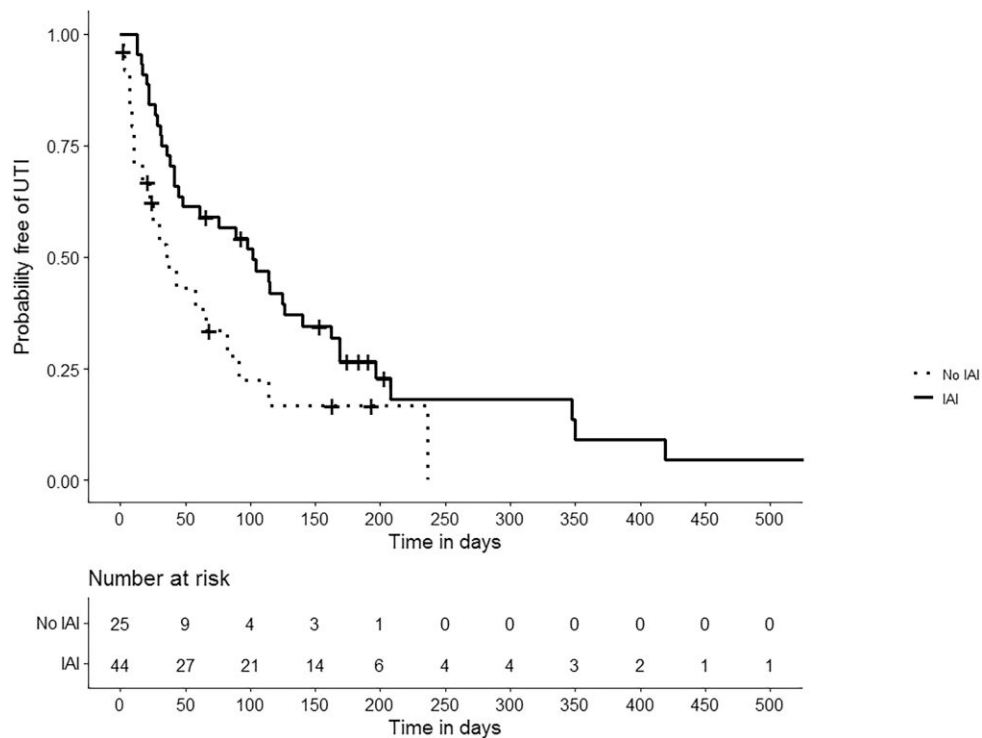 1.00
0.75
0.50
0.25
0.00
Probability free of UTI
0 50 100 150 200 250 300 350 400 450 500
Time in days
No IAI
IAI
Number at risk
No IAI 25 9 4 3 1 0 0 0 0 0 0
IAI 44 27 21 14 6 4 4 3 2 1 1
0 50 100 150 200 250 300 350 400 450 500
Time in days